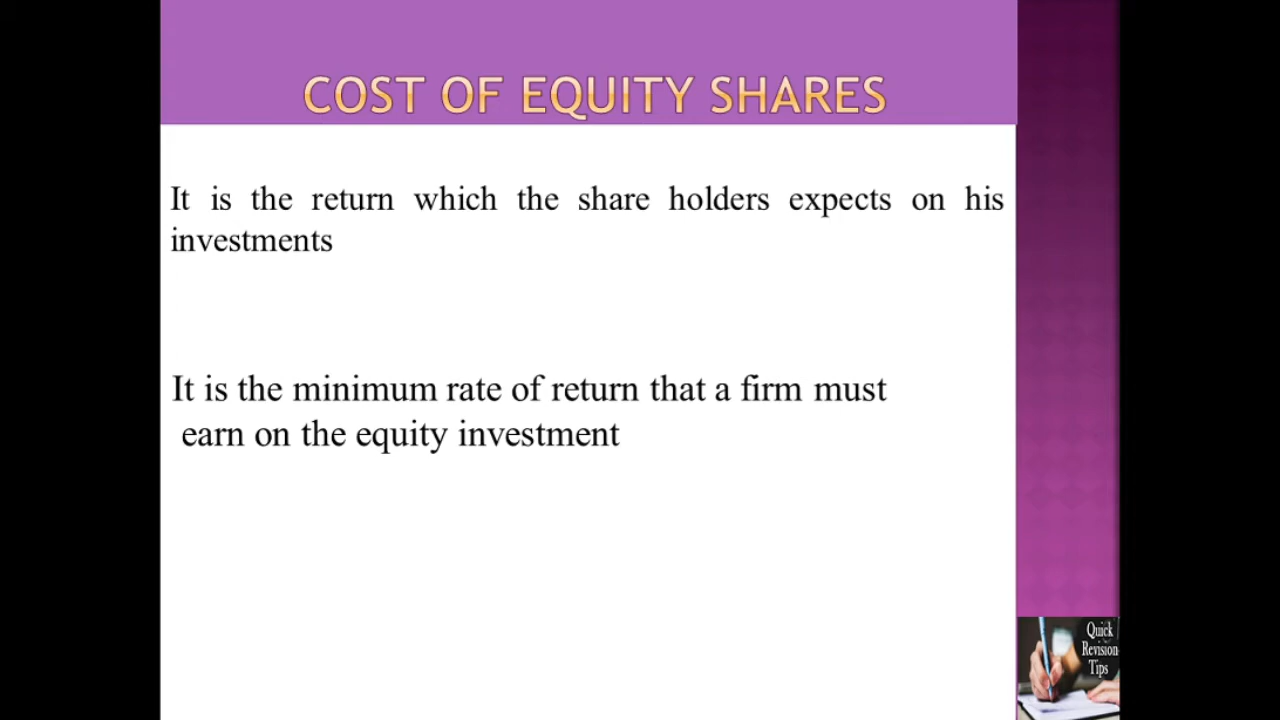 COST OF EQUITY SHARES
It is the return which the share holders expects on his
investments
It is the minimum rate of return that a firm must
earn on the equity investment
Quick
Revision
Tips